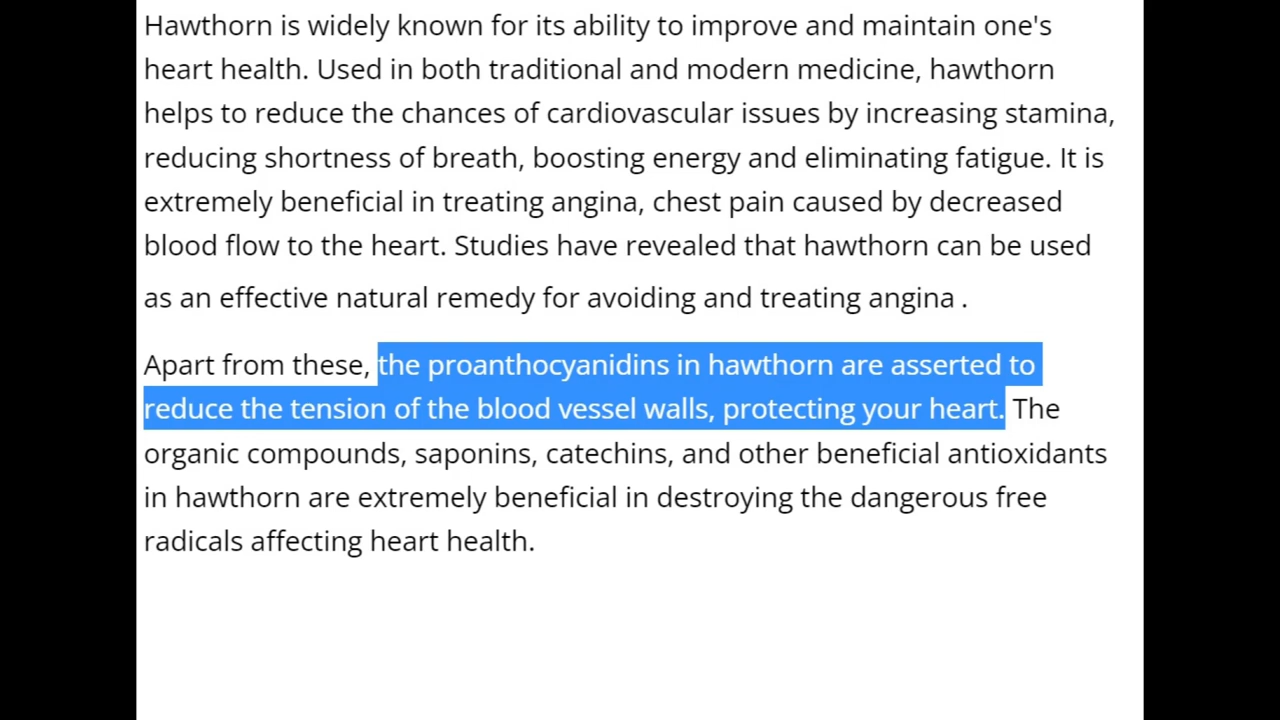 Hawthorn is widely known for its ability to improve and maintain one's
heart health. Used in both traditional and modern medicine, hawthorn
helps to reduce the chances of cardiovascular issues by increasing stamina,
reducing shortness of breath, boosting energy and eliminating fatigue. It is
extremely beneficial in treating angina, chest pain caused by decreased
blood flow to the heart. Studies have revealed that hawthorn can be used
as an effective natural remedy for avoiding and treating angina .
Apart from these, the proanthocyanidins in hawthorn are asserted to
reduce the tension of the blood vessel walls, protecting your heart. The
organic compounds, saponins, catechins, and other beneficial antioxidants
in hawthorn are extremely beneficial in destroying the dangerous free
radicals affecting heart health.